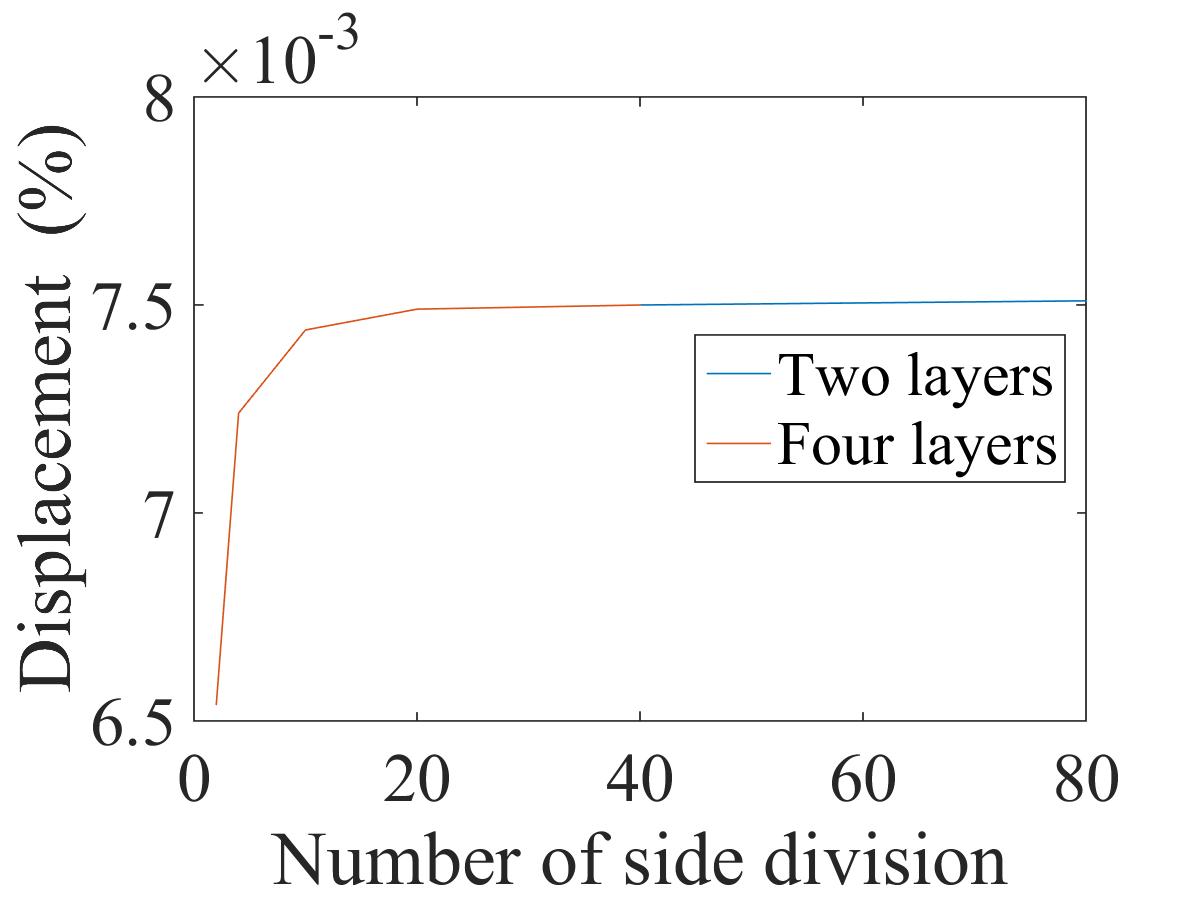 ×10-3
8
7.5
7
6.5
Displacement (%)
Two layers
Four layers
0 20 40 60 80
Number of side division